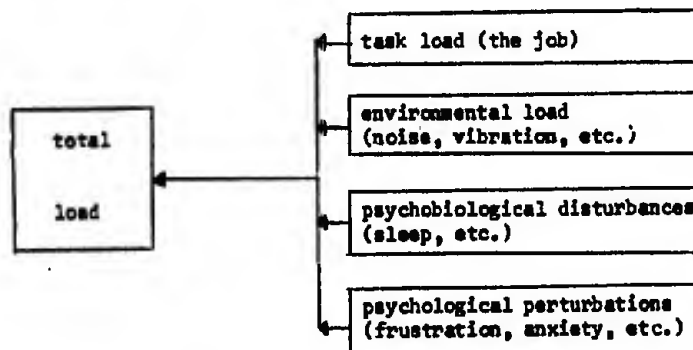 task load (the job)
environmental load
(noise, vibration, etc.)
total
load
psychobiological disturbances
(sleep, etc.)
psychological perturbations
(frustration, anxiety, etc.)